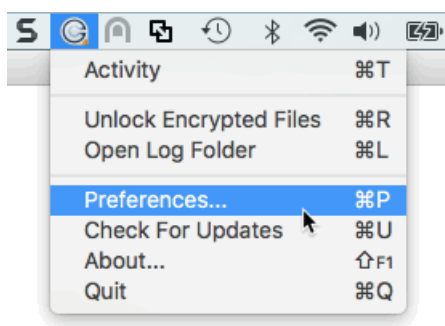 S G
Activity ⌘T
Unlock Encrypted Files ⌘R
Open Log Folder ⌘L
Preferences... ⌘P
Check For Updates ⌘U
About... ⇧F1
Quit ⌘Q